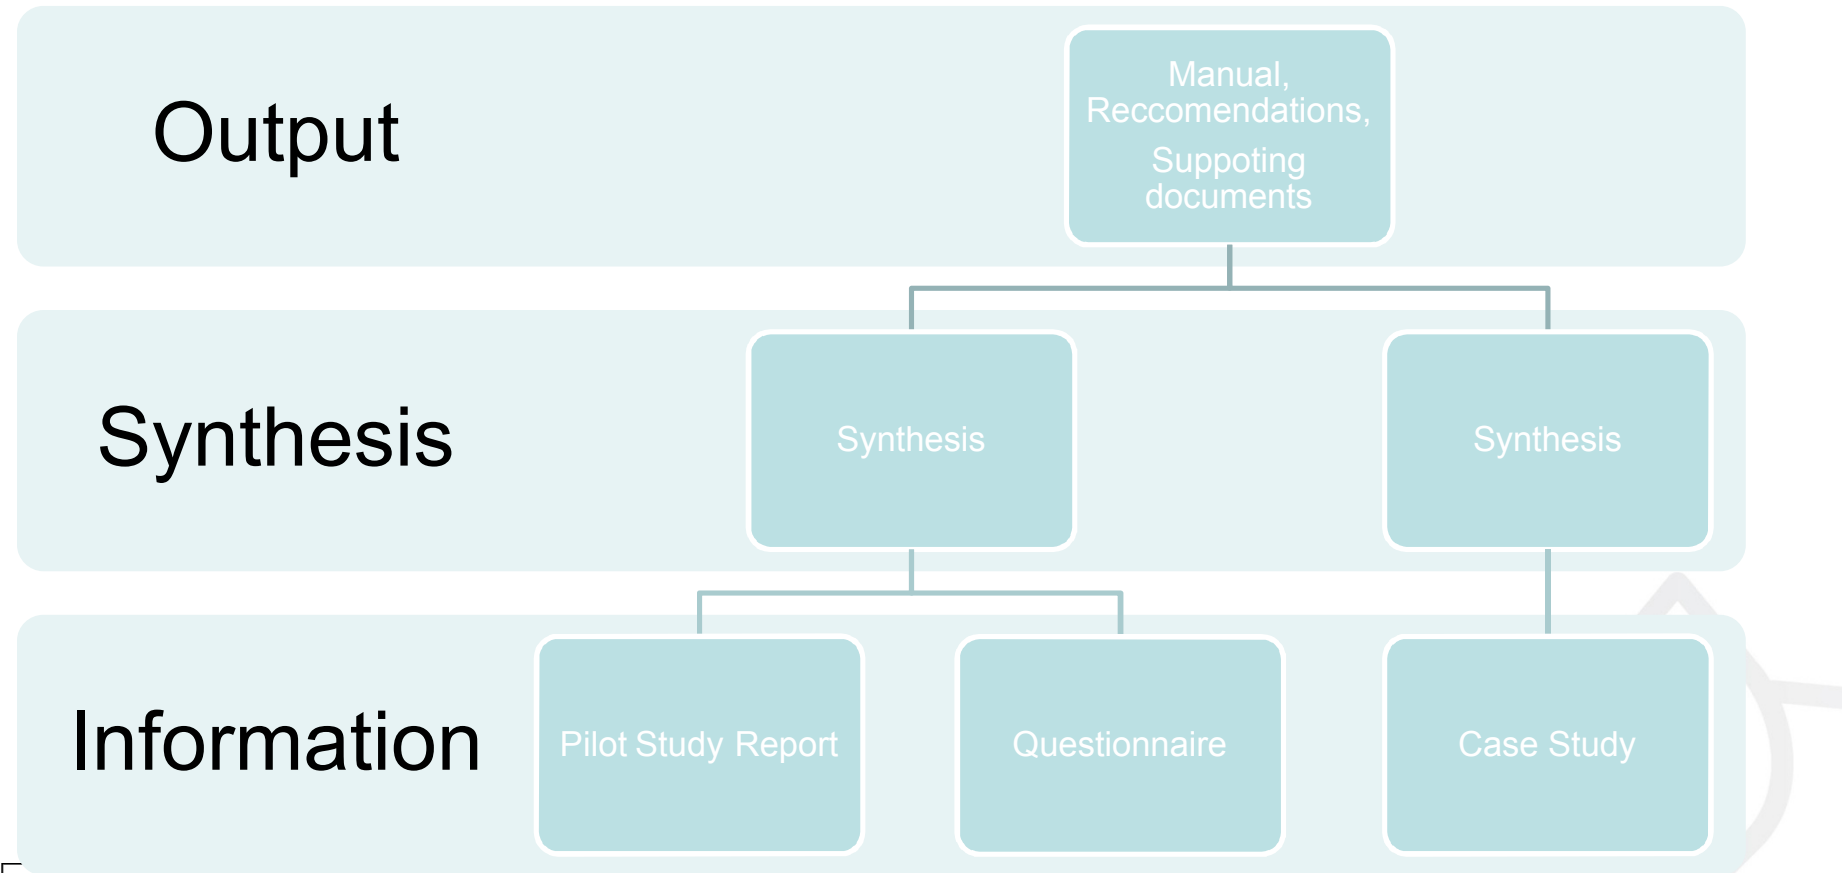 Output
Manual,
Reccomendations,
Suppoting
documents
Synthesis
Synthesis
Synthesis
Information
Pilot Study Report
Questionnaire
Case Study